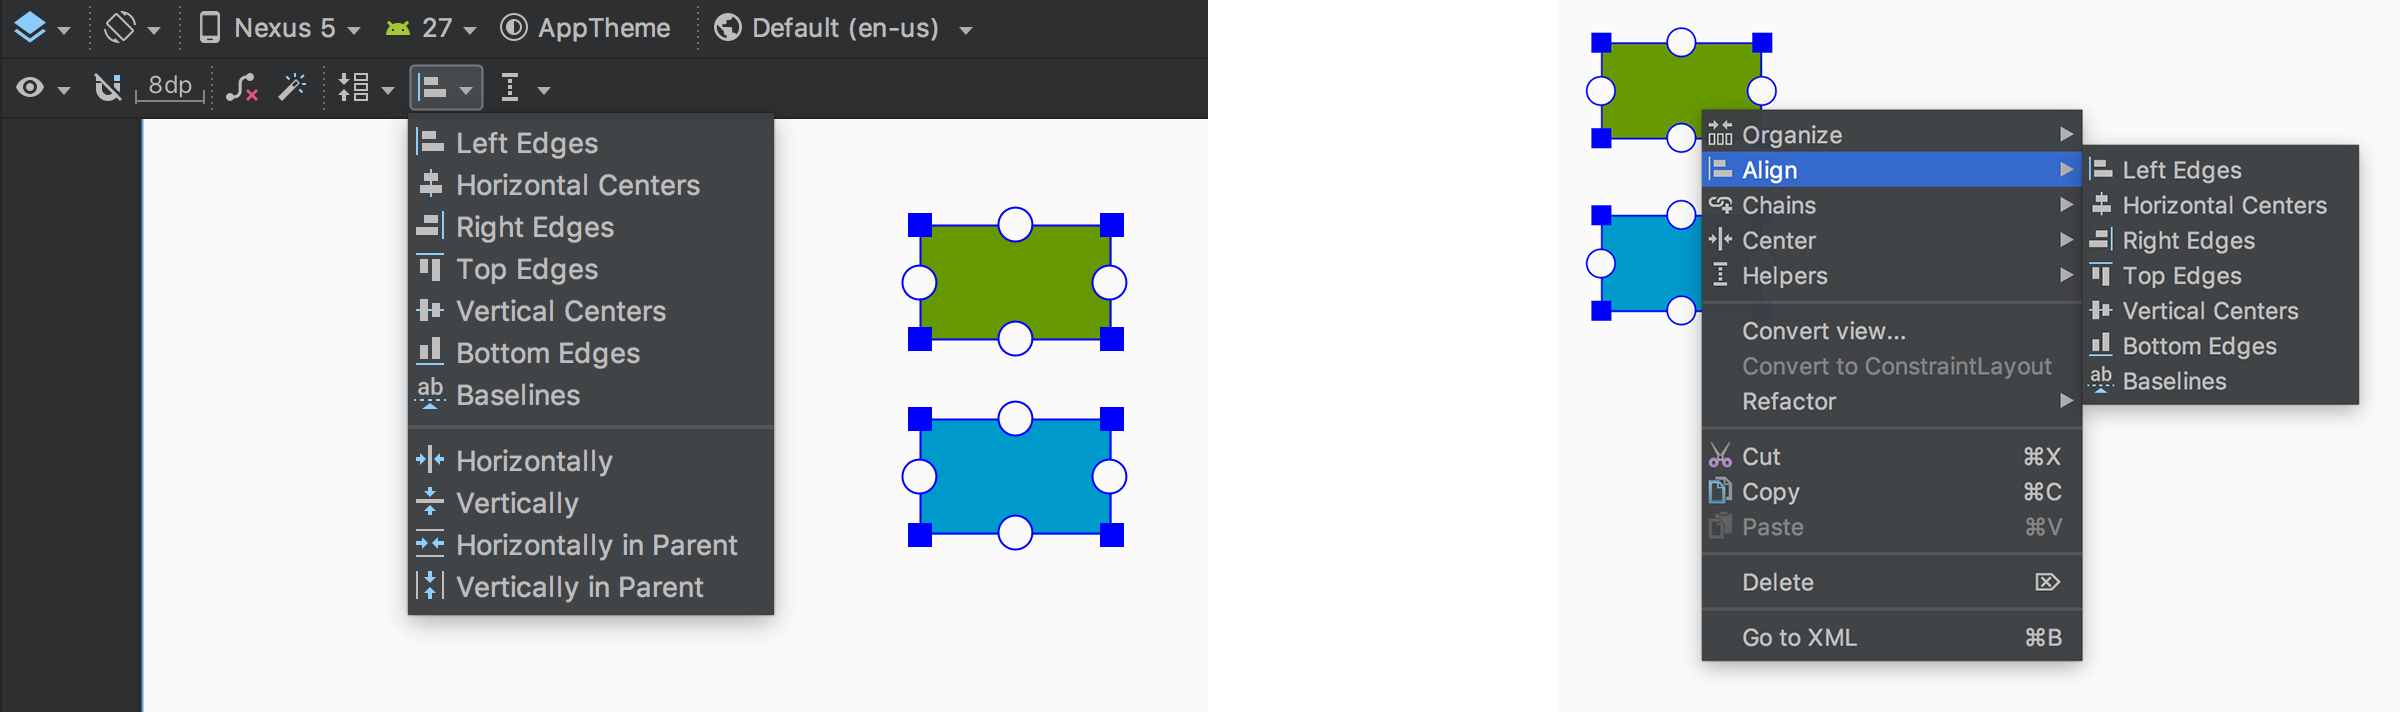 Nexus 5 27 AppTheme Default (en-us)
8dp
Left Edges
Horizontal Centers
Right Edges
Top Edges
Vertical Centers
Bottom Edges
ab Baselines
Horizontally
Vertically
Horizontally in Parent
Vertically in Parent
Organize
Align
Chains
Center
Helpers
Convert view...
Convert to ConstraintLayout
Refactor
Cut ⌘X
Copy ⌘C
Paste ⌘V
Delete ⌦
Go to XML ⌘B
Left Edges
Horizontal Centers
Right Edges
Top Edges
Vertical Centers
Bottom Edges
ab Baselines